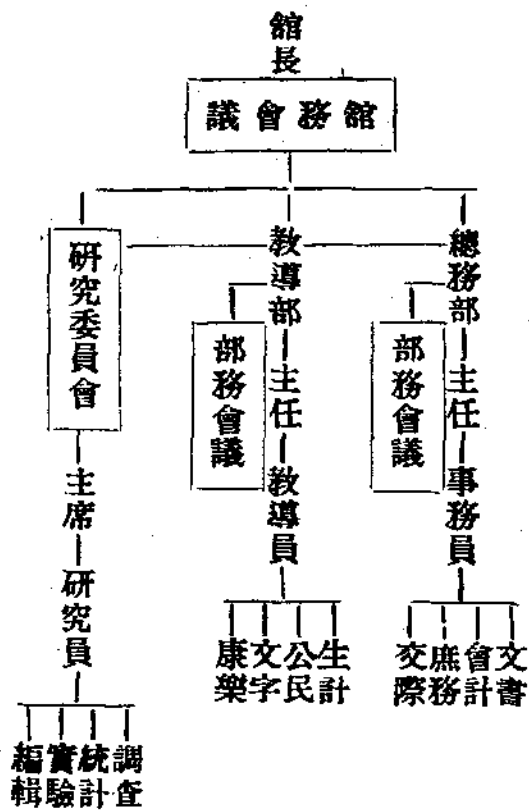 舘長
舘務會議
總務部
部務會議
主任
事務員
文書
會計
庶務
交際
教導部
部務會議
主任
教導員
生計
公民
文字
康樂
研究委員會
主席
研究員
調查
統計
實驗
編輯